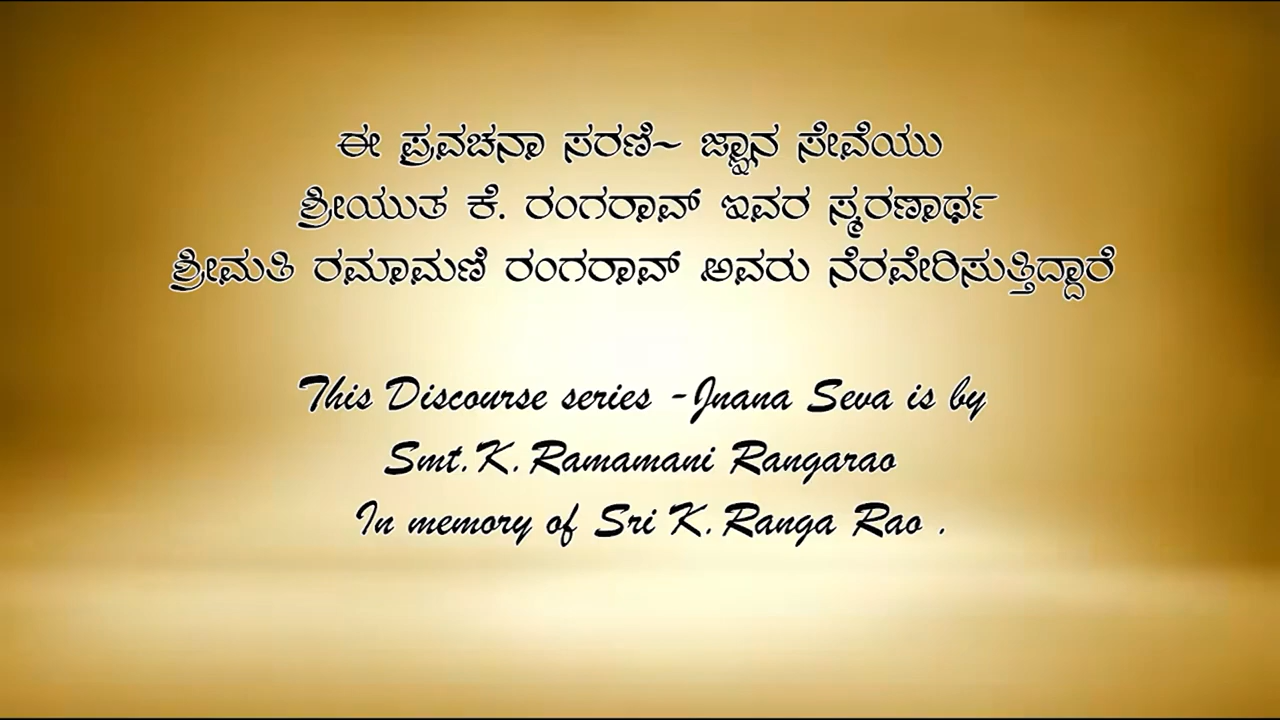 ಈ ಪ್ರವಚನಾ ಸರಣಿ~ ಜ್ಞಾನ ಸೇವೆಯು
ಶ್ರೀಯುತ ಕೆ. ರಂಗರಾವ್ ಇವರ ಸ್ಮರಣಾರ್ಥ
ಶ್ರೀಮತಿ ರಮಾಮಣಿ ರಂಗರಾವ್ ಅವರು ನೆರವೇರಿಸುತ್ತಿದ್ದಾರೆ
This Discourse series -Jnana Seva is by
Smt.K.Ramamani Rangarao
In memory of Sri K.Ranga Rao .